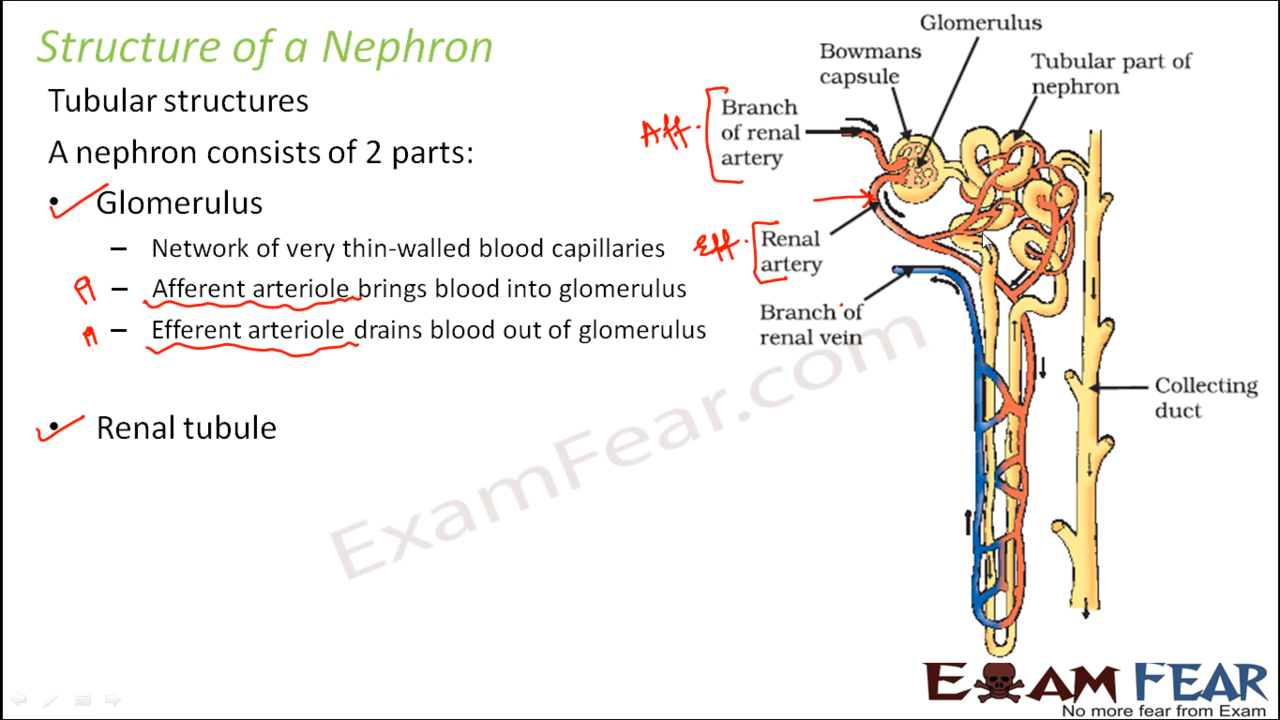 Structure of a Nephron
Tubular structures
A nephron consists of 2 parts:
• Glomerulus
– Network of very thin-walled blood capillaries
– Afferent arteriole brings blood into glomerulus
– Efferent arteriole drains blood out of glomerulus
• Renal tubule
Glomerulus
Bowmans
capsule
Tubular part of
nephron
Aff.
Branch
of renal
artery
Eff.
Renal
artery
Branch of
renal vein
Collecting
duct
ExamFear.com
EXAM FEAR
No more fear from Exam